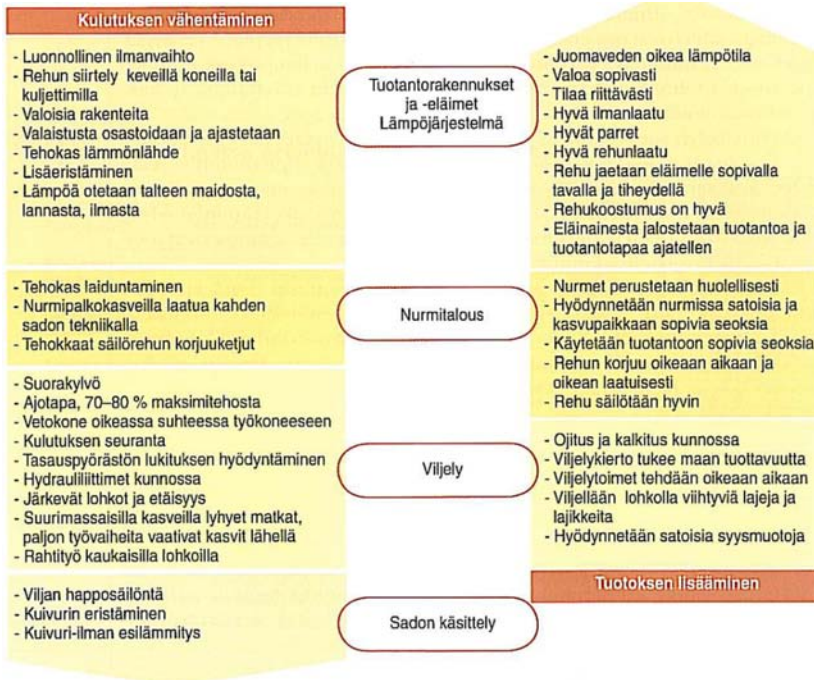 Kulutuksen vähentäminen
- Luonnollinen ilmanvaihto
- Rehun siirtely keveillä koneilla tai
kuljettimilla
- Valoisia rakenteita
- Valaistusta osastoidaan ja ajastetaan
- Tehokas lämmönlähde
- Lisäeristäminen
- Lämpöä otetaan talteen maidosta,
lannasta, ilmasta
Tuotantorakennukset
ja -eläimet
Lämpöjärjestelmä
- Juomaveden oikea lämpötila
- Valoa sopivasti
- Tilaa riittävästi
- Hyvä ilmanlaatu
- Hyvät parret
- Hyvä rehunlaatu
- Rehu jaetaan eläimelle sopivalla
tavalla ja tiheydellä
- Rehukoostumus on hyvä
- Eläinainesta jalostetaan tuotantoa ja
tuotantotapaa ajatellen
- Tehokas laiduntaminen
- Nurmipalkokasveilla laatua kahden
sadon tekniikalla
- Tehokkaat säilörehun korjuuketjut
Nurmitalous
- Nurmet perustetaan huolellisesti
- Hyödynnetään nurmissa satoisia ja
kasvupaikkaan sopivia seoksia
- Käytetään tuotantoon sopivia seoksia
- Rehun korjuu oikeaan aikaan ja
oikean laatuisesti
- Rehu säilötään hyvin
- Suorakylvö
- Ajotapa, 70–80 % maksimitehosta
- Vetokone oikeassa suhteessa työkoneeseen
- Kulutuksen seuranta
- Tasauspyörästön lukituksen hyödyntäminen
- Hydrauliliittimet kunnossa
- Järkevät lohkot ja etäisyys
- Suurimassaisilla kasveilla lyhyet matkat,
paljon työvaiheita vaativat kasvit lähellä
- Rahtityö kaukaisilla lohkoilla
Viljely
- Ojitus ja kalkitus kunnossa
- Viljelykierto tukee maan tuottavuutta
- Viljelytoimet tehdään oikeaan aikaan
- Viljellään lohkolla viihtyviä lajeja ja
lajikkeita
- Hyödynnetään satoisia syysmuotoja
Tuotoksen lisääminen
- Viljan happosäilöntä
- Kuivurin eristäminen
- Kuivuri-ilman esilämmitys
Sadon käsittely